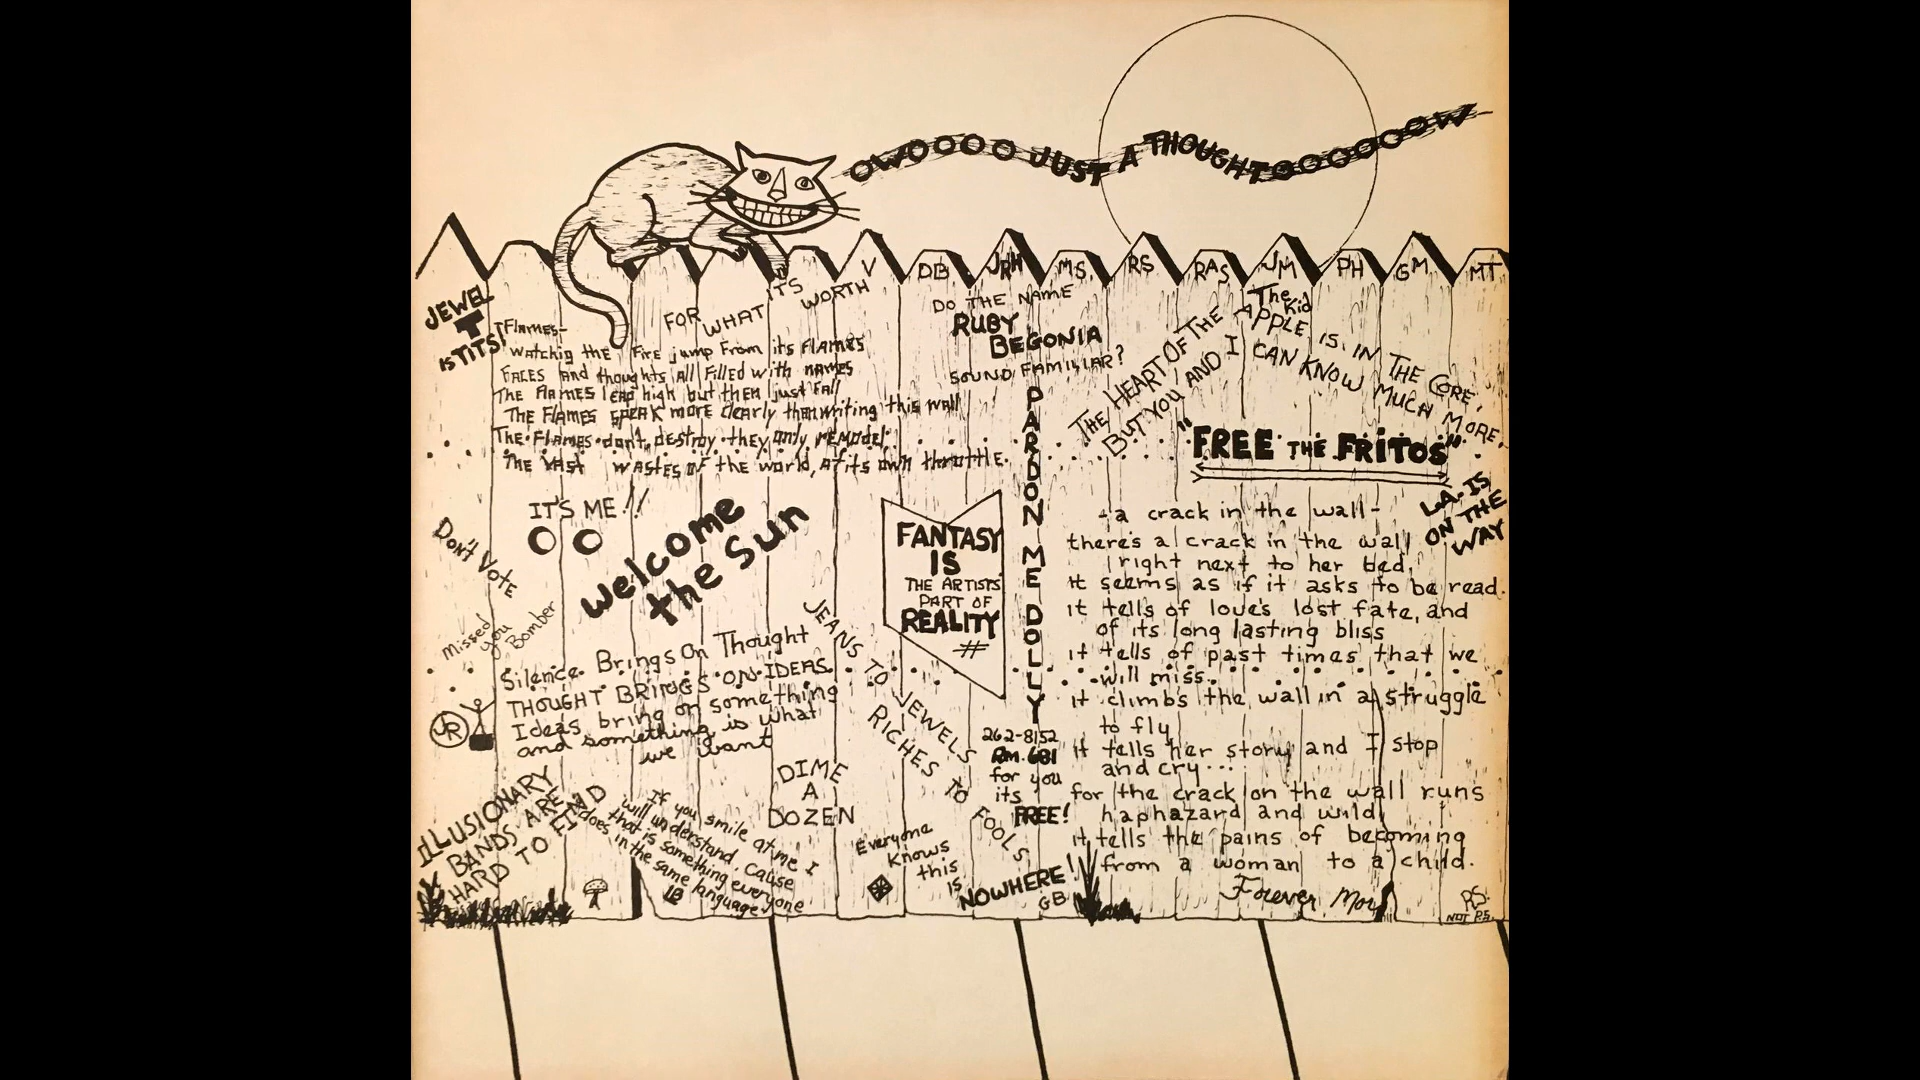 OWOOOO JUST A THOUGHTOOOOOOW
DB
JRH
MS.
RS
RAS
JM
PH
GM
MT
V
JEWEL
T
IS TITS!
FOR WHAT ITS WORTH
Flames-
watchig the fire jump from its flames
Faces and thoughts all filled with names
The flames leap high but then just fall
The Flames speak more clearly than writing this wall
The Flames don't destroy they only remodel
The vast wastes of the world, at its own throttle.
DO THE NAME
RUBY
BEGONIA
SOUND FAMILIAR?
The Kid
THE HEART OF THE APPLE IS IN THE CORE,
BUT YOU AND I CAN KNOW MUCH MORE.
"FREE THE FRITOS"
L.A. IS
ON THE
WAY
PARDON ME DOLLY
IT'S ME!!
Don't Vote
welcome
the Sun
FANTASY
IS
THE ARTISTS
PART OF
REALITY
#
missed
you
Bomber
JR
Silence Brings On Thought
THOUGHT BRINGS ON IDEAS
Ideas bring on something
and something is what
we want
JEANS TO JEWELS
RICHES TO FOOLS
262-8152
Rm. 681
for you
its
FREE!
-a crack in the wall-
there's a crack in the wall
right next to her bed,
it seems as if it asks to be read.
it tells of love's lost fate, and
of its long lasting bliss
it tells of past times that we
will miss.
it climbs the wall in a struggle
to fly
it tells her story and I stop
and cry...
for the crack on the wall runs
haphazard and wild
it tells the pains of becoming
from a woman to a child.
Forever Mor
RS.
NOT P.S.
ILLUSIONARY
BANDS ARE
HARD TO FIND
DIME
A
DOZEN
If you smile at me I
will understand. Cause
that is something everyone
does in the same language
LB
Everyone
Knows
this
is
NOWHERE!
GB